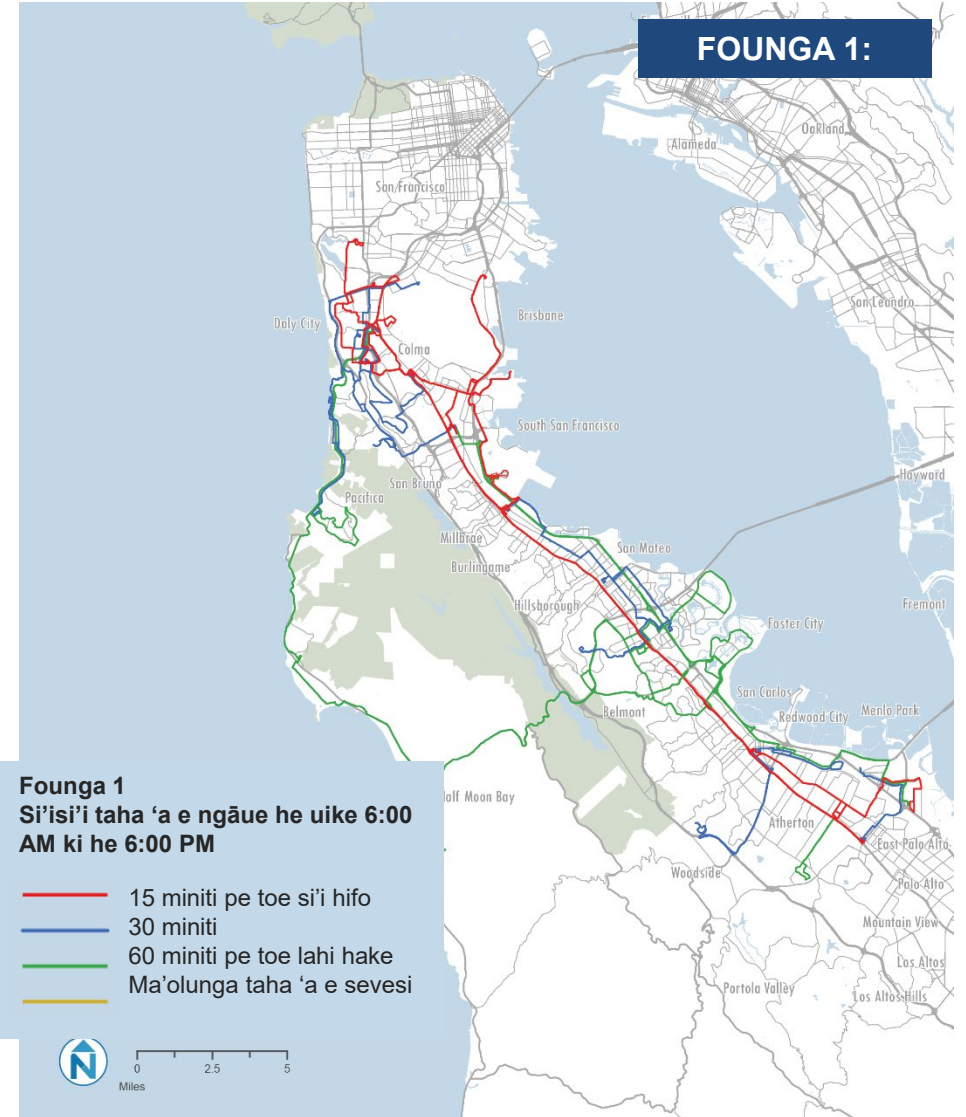 FOUNGA 1:
Oakland
Alameda
San Francisco
San Leandro
Daly City
Brisbane
Colma
South San Francisco
Hayward
San Bruno
Pacifica
Millbrae
San Mateo
Burlingame
Hillsborough
Fremont
Foster City
San Carlos
Belmont
Redwood City
Menlo Park
Half Moon Bay
Atherton
East Palo Alto
Woodside
Palo Alto
Mountain View
Los Altos
Portola Valley
Los Altos Hills
Founga 1
Si'isi'i taha ‘a e ngāue he uike 6:00
AM ki he 6:00 PM
15 miniti pe toe si'i hifo
30 miniti
60 miniti pe toe lahi hake
Ma'olunga taha ‘a e sevesi
N
0 2.5 5
Miles